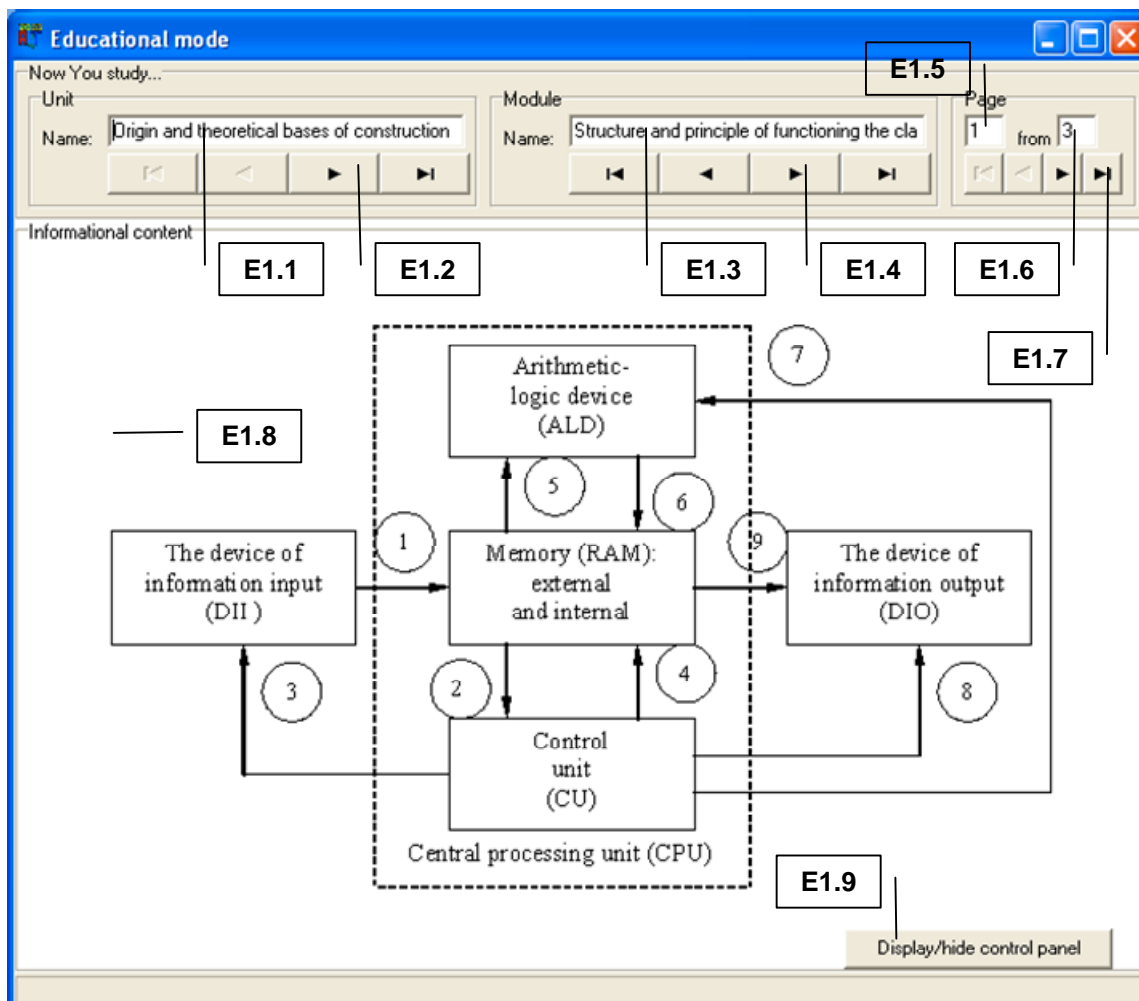 Educational mode
Now You study...
E1.5
Unit
Module
Page
Name:
Origin and theoretical bases of construction
Name:
Structure and principle of functioning the cla
1 from 3
Informational content
E1.1
E1.2
E1.3
E1.4
E1.6
E1.7
7
Arithmetic-
logic device
(ALD)
E1.8
5
6
1
9
The device of
information input
(DII )
Memory (RAM):
external
and internal
The device of
information output
(DIO)
3
2
4
8
Control
unit
(CU)
Central processing unit (CPU)
E1.9
Display/hide control panel